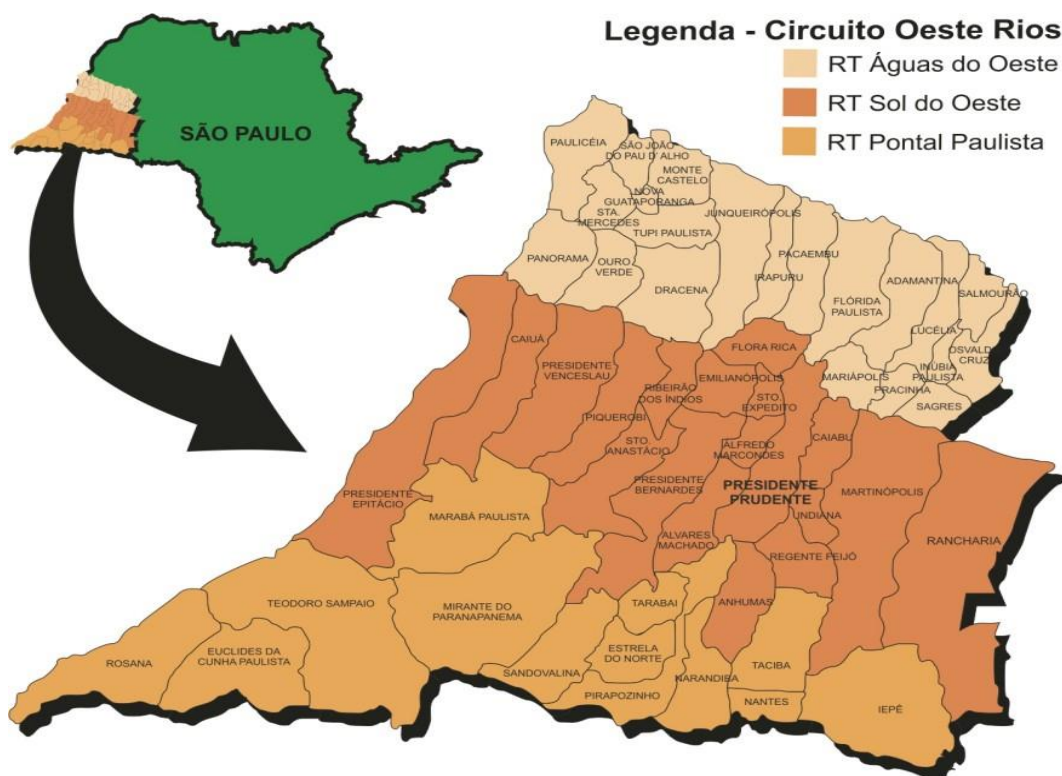 Legenda - Circuito Oeste Rios
RT Águas do Oeste
RT Sol do Oeste
RT Pontal Paulista
SÃO PAULO
PAULICÉIA
SÃO JOÃO
DO PAU D' ALHO
MONTE
CASTELO
NOVA
GUATAPORANGA
STA.
MERCEDES
TUPI PAULISTA
JUNQUEIRÓPOLIS
PANORAMA
OURO
VERDE
DRACENA
IRAPURU
PACAEMBU
FLÓRIDA
PAULISTA
ADAMANTINA
SALMOURÃO
LUCÉLIA
OSVALD
CRUZ
INÚBIA
PAULISTA
MARIÁPOLIS
PRACINHA
SAGRES
CAIUÁ
PRESIDENTE
VENCESLAU
FLORA RICA
EMILIANÓPOLIS
RIBEIRÃO
DOS ÍNDIOS
STO.
EXPEDITO
PIQUEROBI
STO.
IANASTÁCIO
ALFREDO
MARCONDES
CAIABU
PRESIDENTE
BERNARDES
PRESIDENTE
PRUDENTE
MARTINÓPOLIS
PRESIDENTE
EPITÁCIO
MARABÁ PAULISTA
INDIANA
ALVARES
MACHADO
REGENTE FEIJÓ
RANCHARIA
TEODORO SAMPAIO
MIRANTE DO
PARANAPANEMA
TARABAI
ANHUMAS
ROSANA
EUCLIDES DA
CUNHA PAULISTA
ESTRELA
DO NORTE
SANDOVALINA
PIRAPOZINHO
NARANDIBA
TACIBA
NANTES
IEPÊ